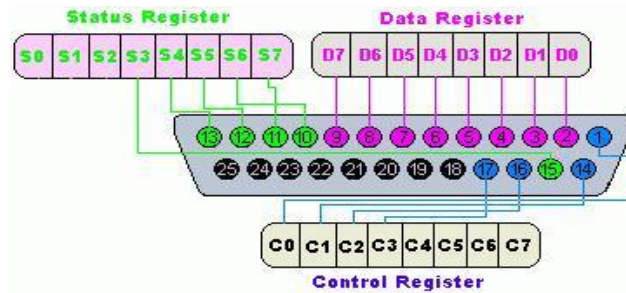 Status Register Data Register
S0 S1 S2 S3 S4 S5 S6 S7 D7 D6 D5 D4 D3 D2 D1 D0
13 12 11 10 9 8 7 6 5 4 3 2 1
25 24 23 22 21 20 19 18 17 16 15 14
C0 C1 C2 C3 C4 C5 C6 C7
Control Register